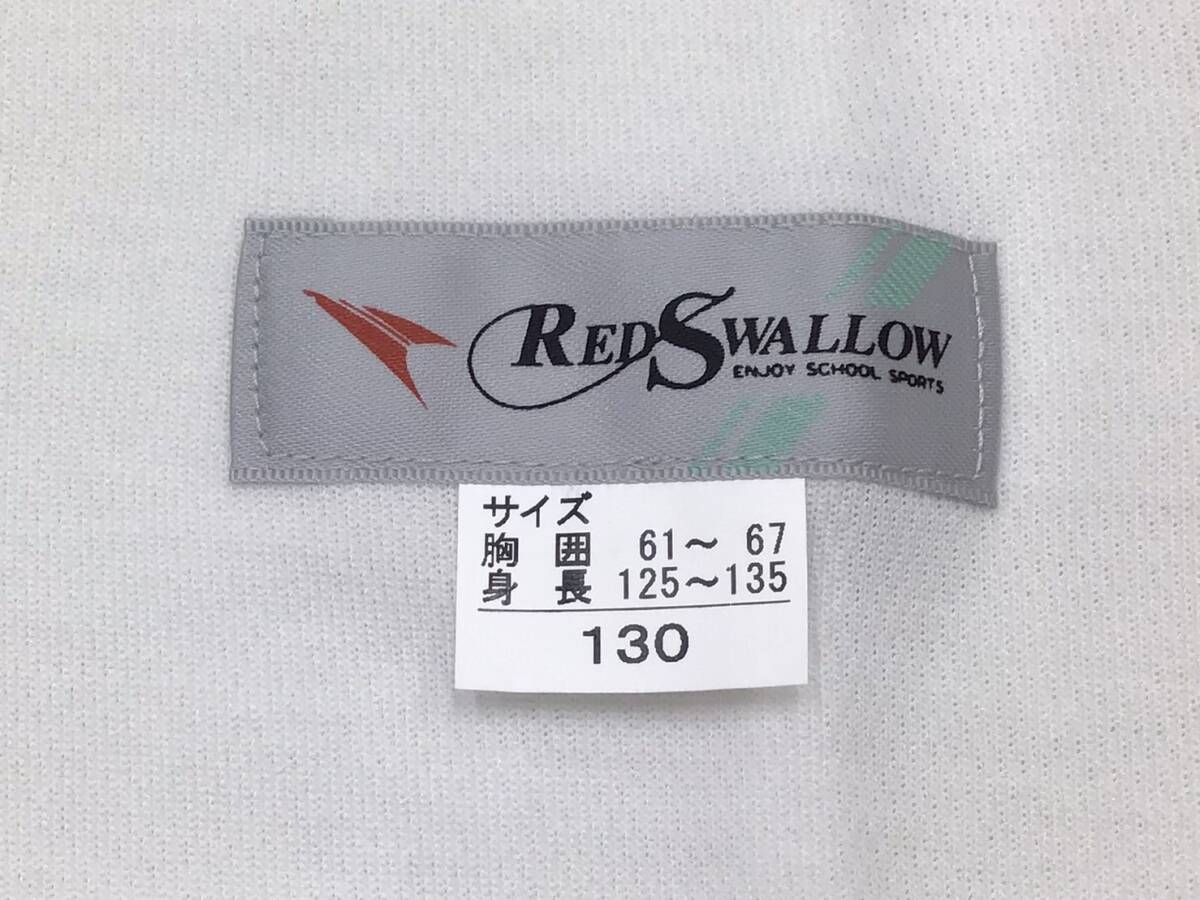 RED SWALLOW
ENJOY SCHOOL SPORTS
サイズ
胸囲 61～67
身長 125～135
130